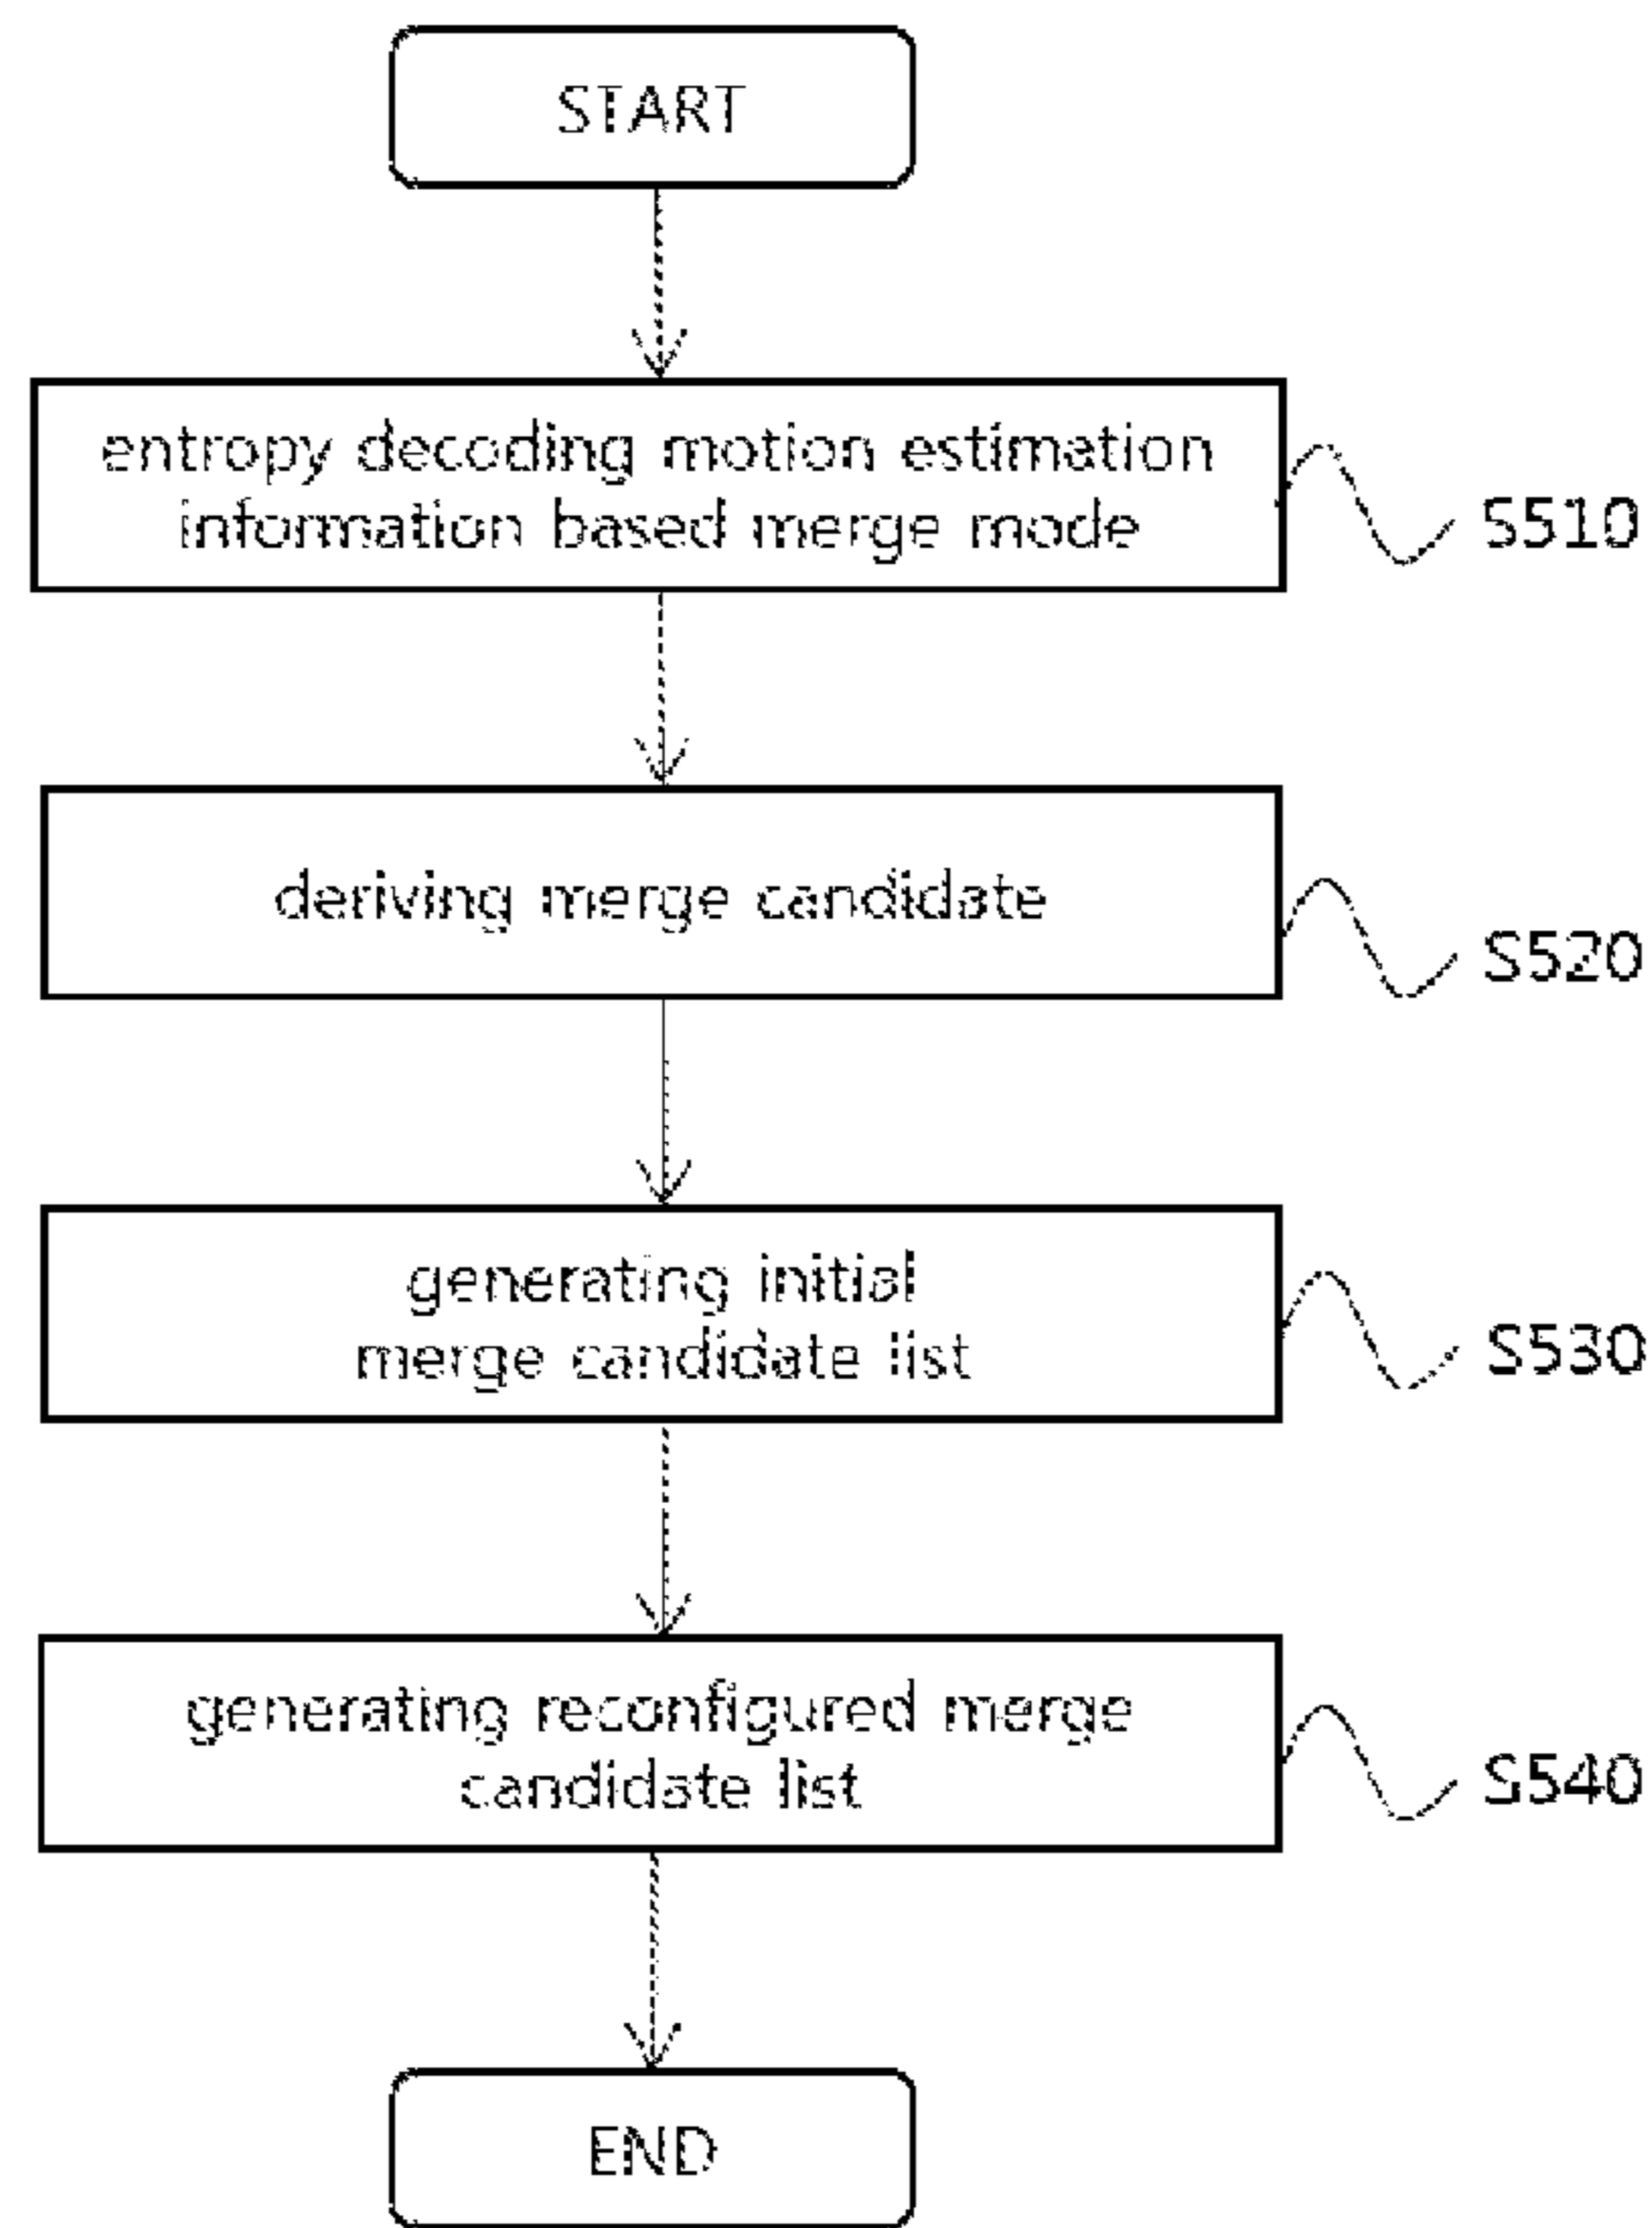 START
entropy decoding motion estimation
information based merge mode
S510
deriving merge candidate
S520
generating initial
merge candidate list
S530
generating reconfigured merge
candidate list
S540
END